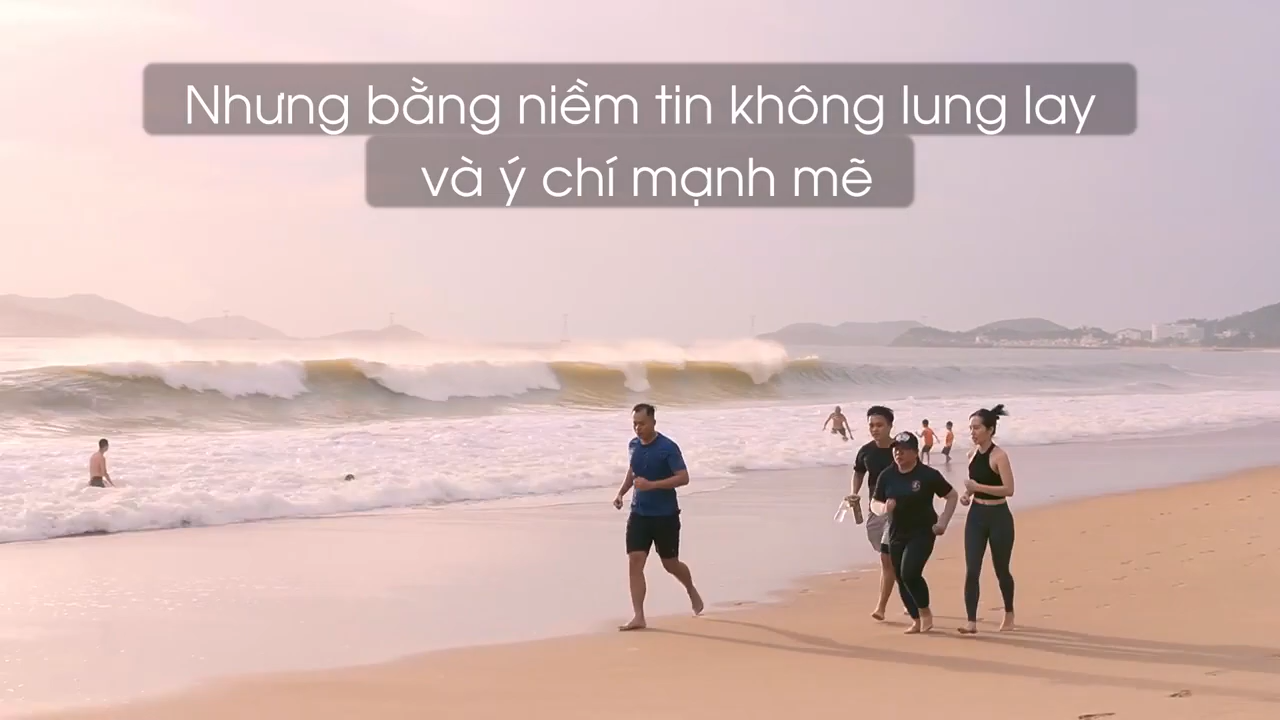 Nhưng bằng niềm tin không lung lay
và ý chí mạnh mẽ